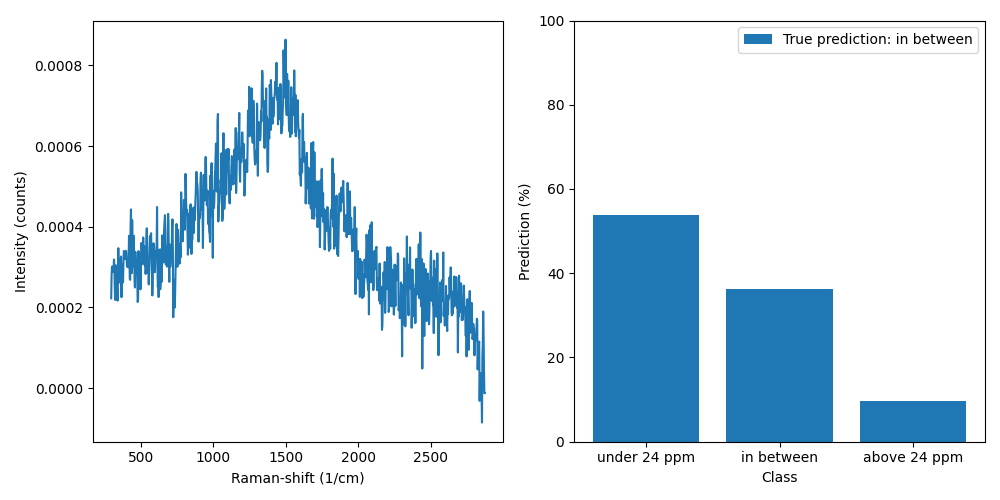 0.0008
0.0006
0.0004
0.0002
0.0000
500 1000 1500 2000 2500
Raman-shift (1/cm)
Intensity (counts)
100
80
60
40
20
0
True prediction: in between
under 24 ppm in between above 24 ppm
Class
Prediction (%)